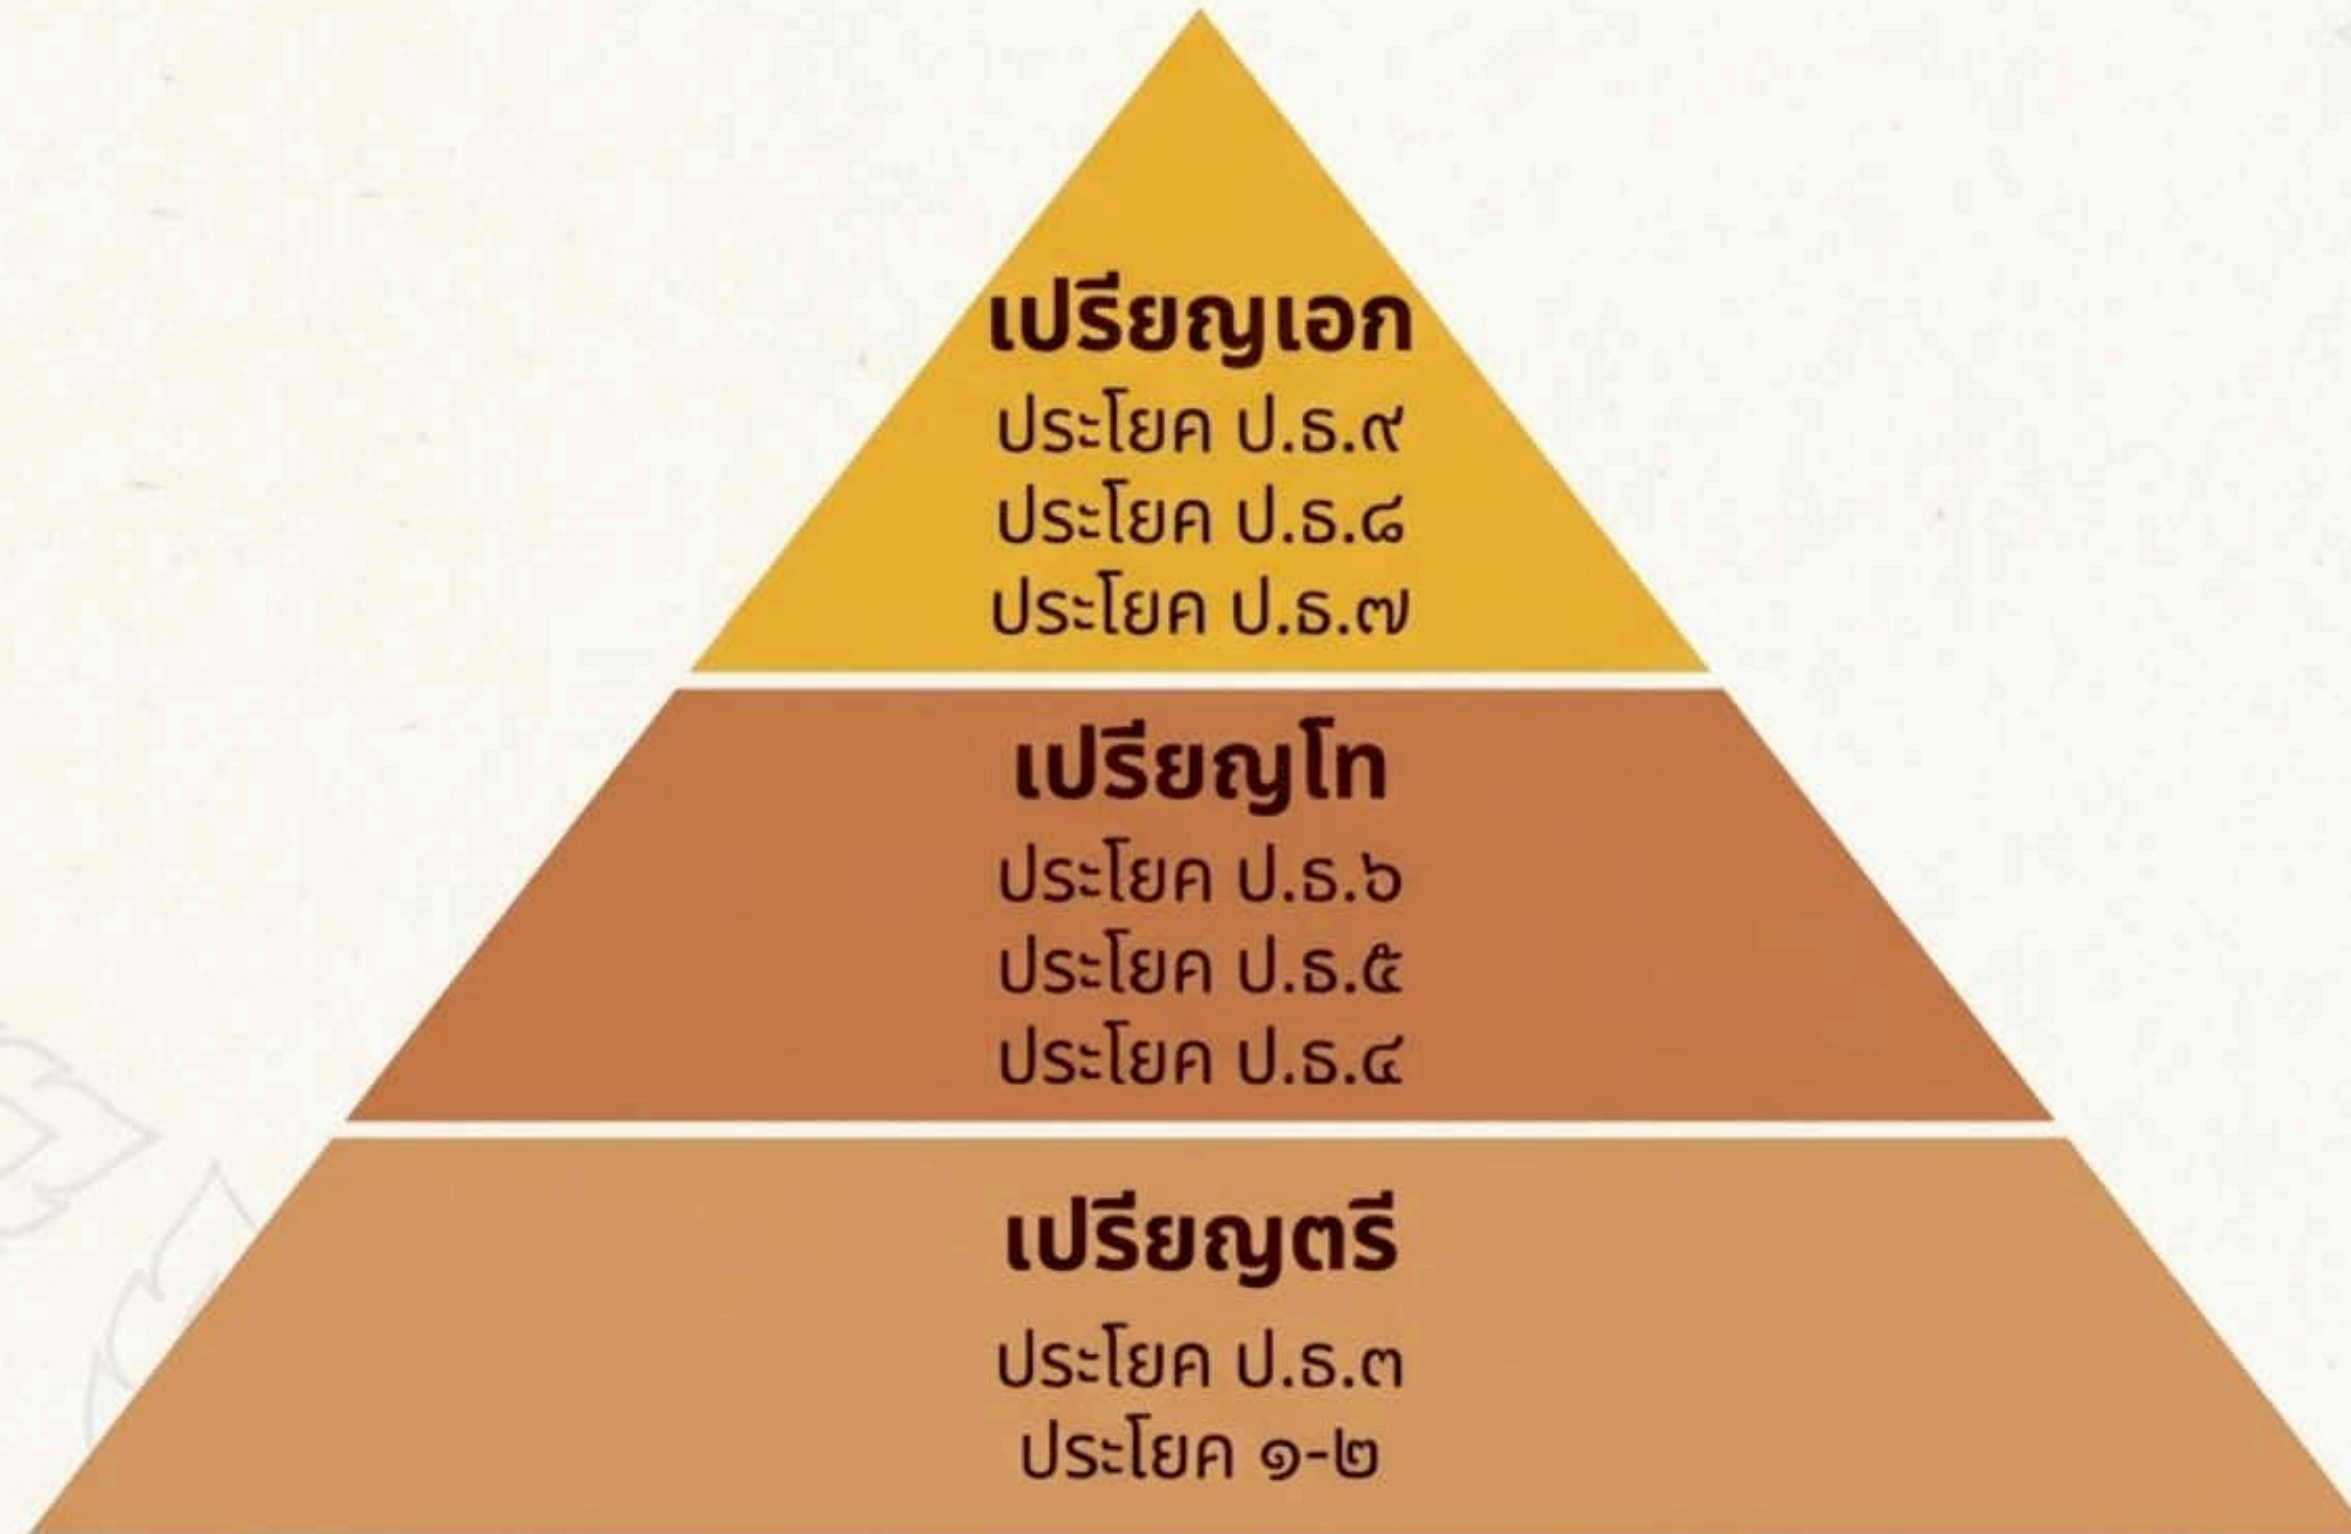 เปรียญเอก
ประโยค ป.ธ.๙
ประโยค ป.ธ.๘
ประโยค ป.ธ.๗
เปรียญโท
ประโยค ป.ธ.๖
ประโยค ป.ธ.๕
ประโยค ป.ธ.๔
เปรียญตรี
ประโยค ป.ธ.๓
ประโยค ๑-๒